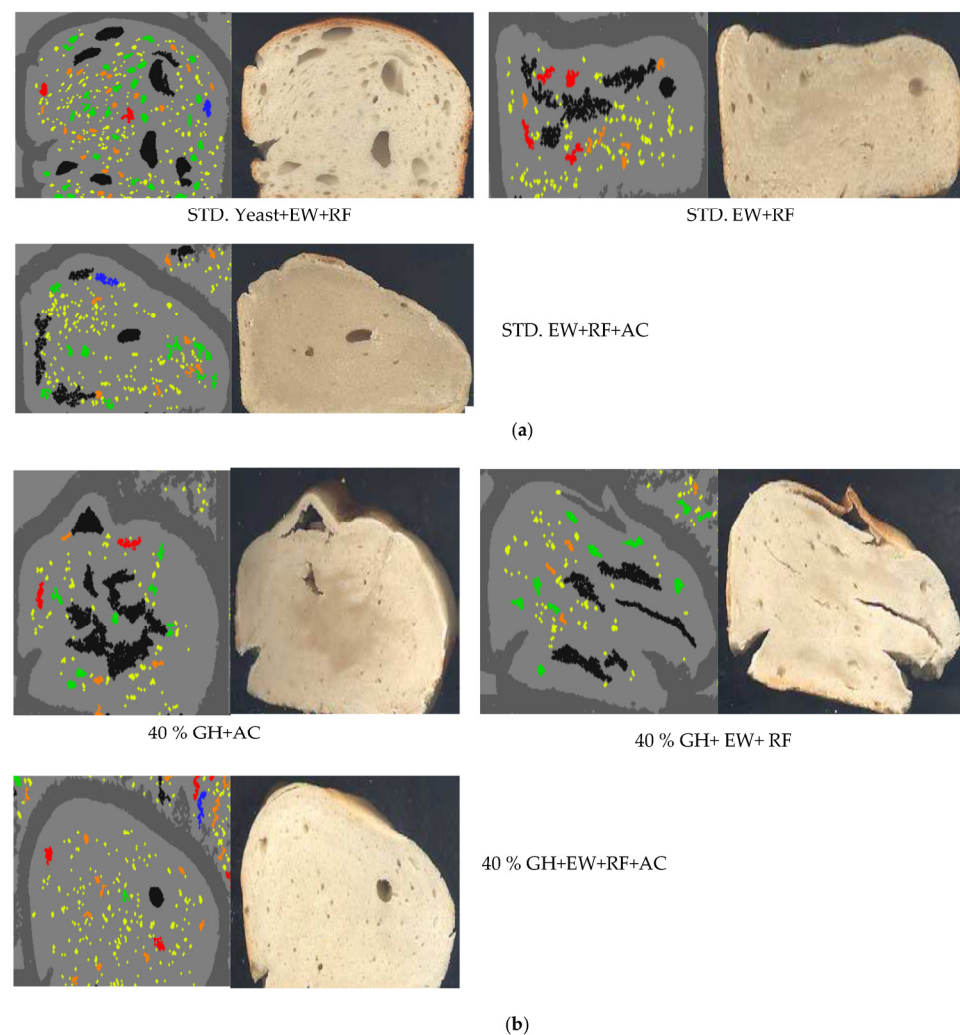 STD. Yeast+EW+RF
STD. EW+RF
STD. EW+RF+AC
(a)
40 % GH+AC
40 % GH+ EW+ RF
40 % GH+EW+RF+AC
(b)